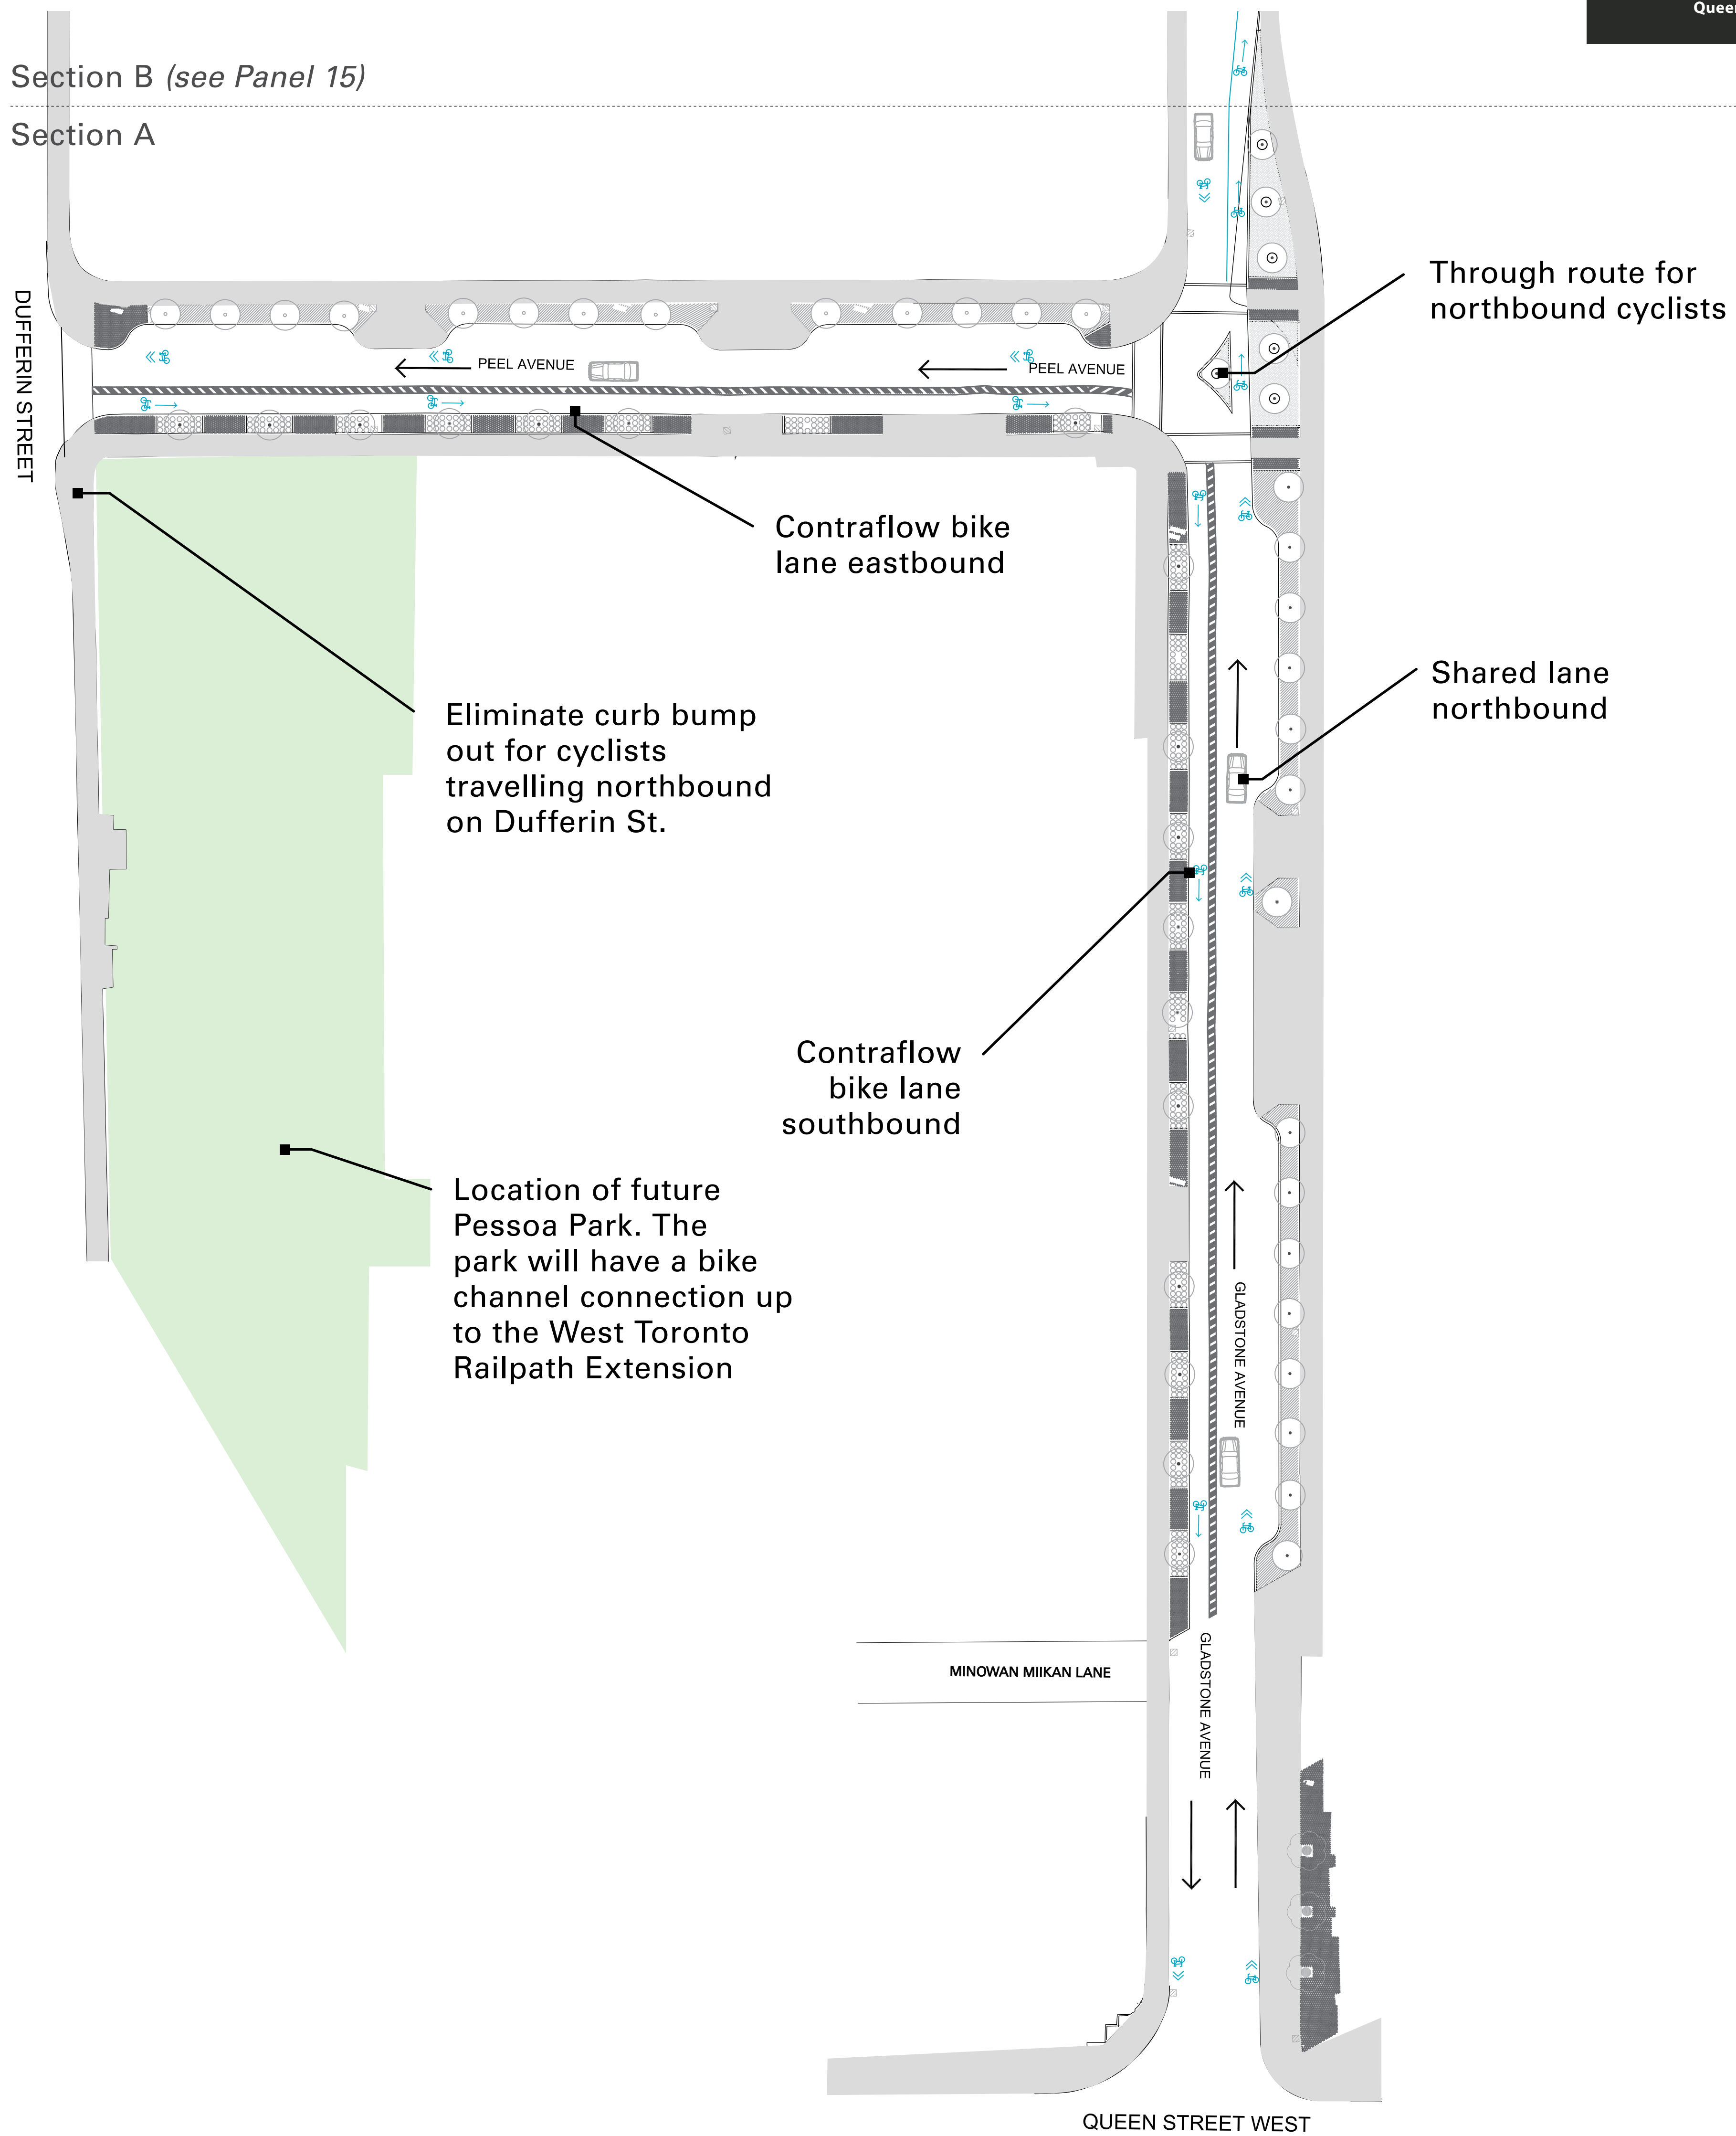 Section B (see Panel 15)
Section A
DUFFERIN STREET
PEEL AVENUE
PEEL AVENUE
Through route for
northbound cyclists
Contraflow bike
lane eastbound
Shared lane
northbound
Eliminate curb bump
out for cyclists
travelling northbound
on Dufferin St.
Contraflow
bike lane
southbound
Location of future
Pessoa Park. The
park will have a bike
channel connection up
to the West Toronto
Railpath Extension
GLADSTONE AVENUE
GLADSTONE AVENUE
MINOWAN MIIKAN LANE
QUEEN STREET WEST